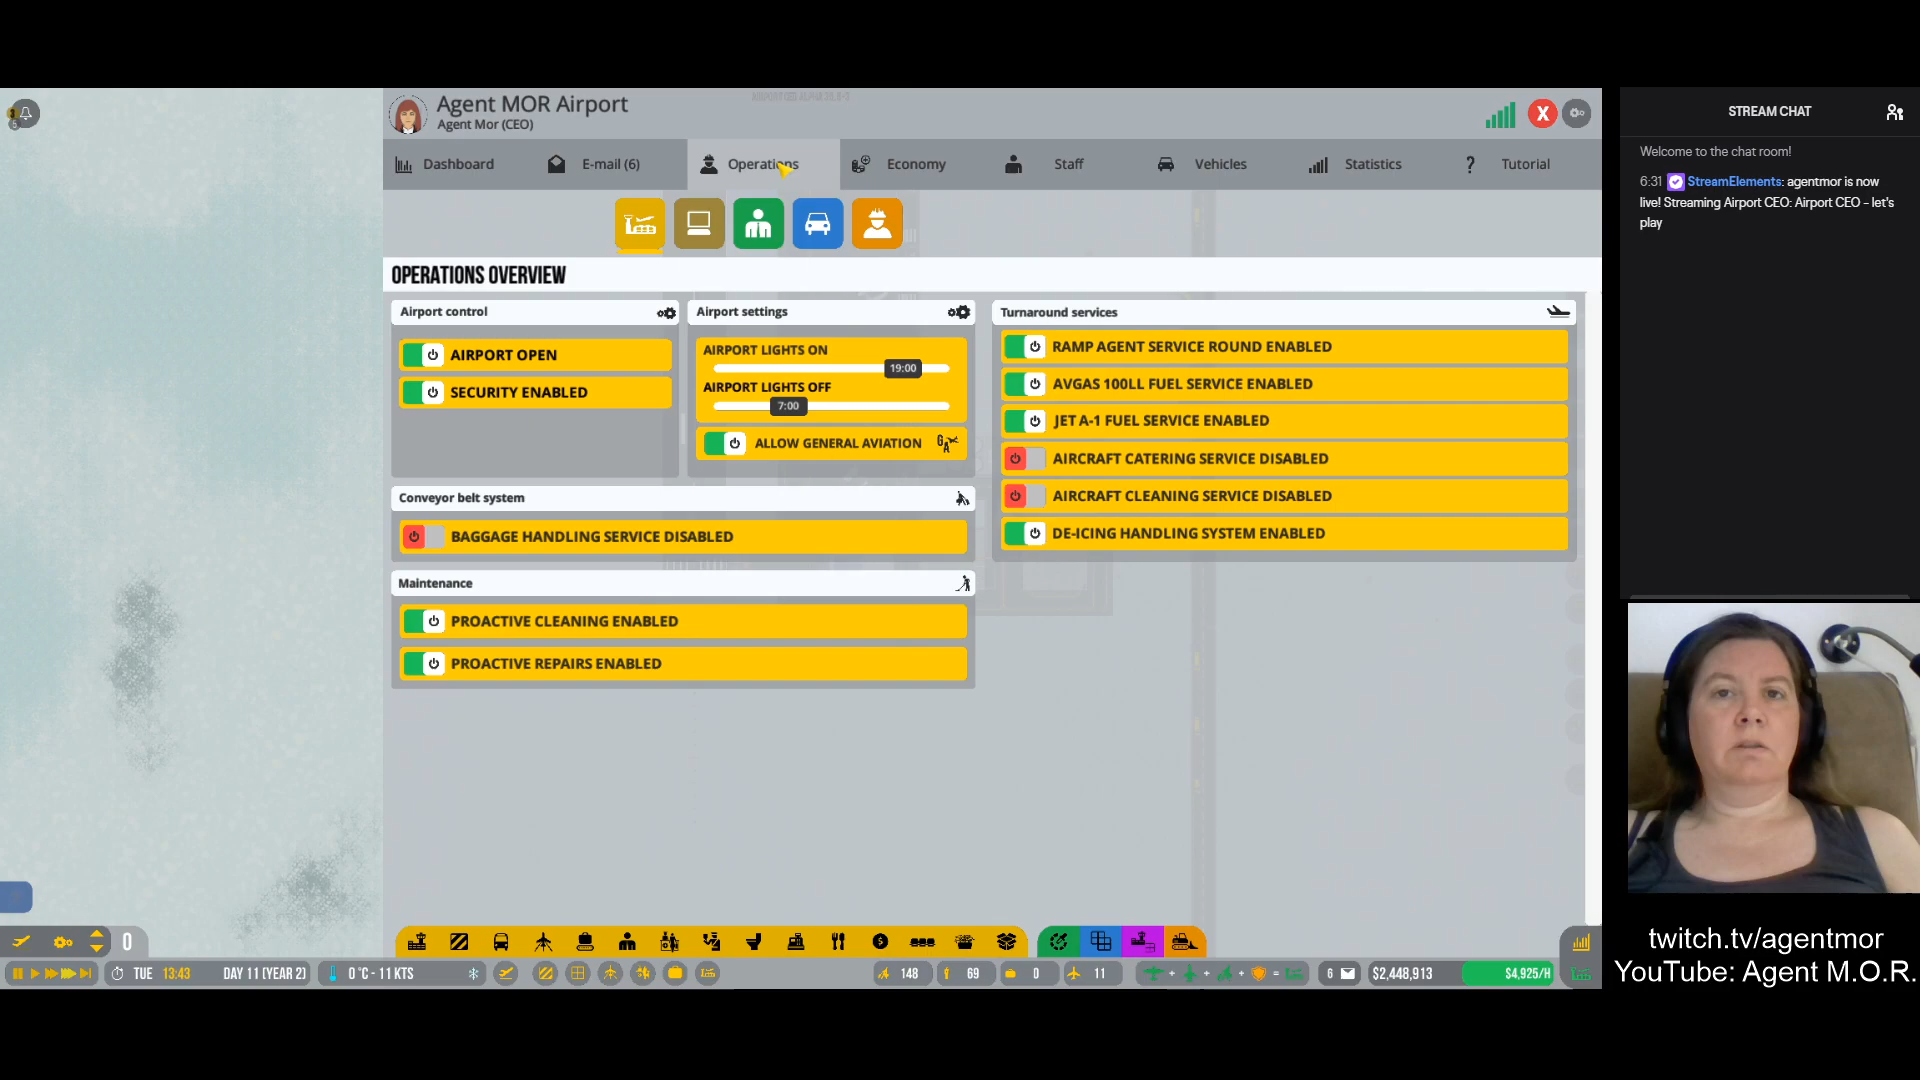 Agent MOR Airport
Agent Mor (CEO)
X
Dashboard
E-mail (6)
Operations
Economy
Staff
Vehicles
Statistics
? Tutorial
OPERATIONS OVERVIEW
Airport control
AIRPORT OPEN
SECURITY ENABLED
Airport settings
AIRPORT LIGHTS ON
19:00
AIRPORT LIGHTS OFF
7:00
ALLOW GENERAL AVIATION
GA
Conveyor belt system
BAGGAGE HANDLING SERVICE DISABLED
Maintenance
PROACTIVE CLEANING ENABLED
PROACTIVE REPAIRS ENABLED
Turnaround services
RAMP AGENT SERVICE ROUND ENABLED
AVGAS 100LL FUEL SERVICE ENABLED
JET A-1 FUEL SERVICE ENABLED
AIRCRAFT CATERING SERVICE DISABLED
AIRCRAFT CLEANING SERVICE DISABLED
DE-ICING HANDLING SYSTEM ENABLED
0
TUE 13:43 DAY 11 (YEAR 2)
0°C - 11 KTS
148
69
0
11
6
$2,448,913
$4,925/H
STREAM CHAT
Welcome to the chat room!
6:31 StreamElements: agentmor is now
live! Streaming Airport CEO: Airport CEO - let's
play
twitch.tv/agentmor
YouTube: Agent M.O.R.